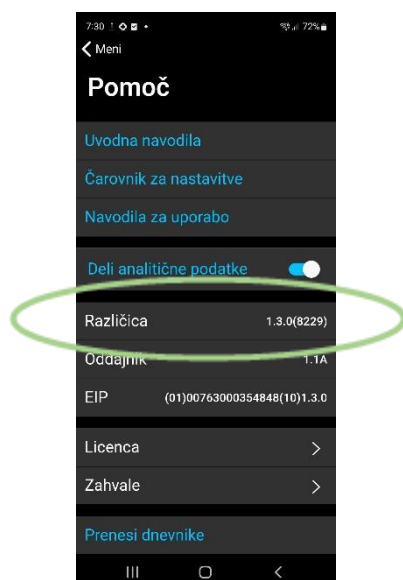 7:30 72%
Meni
Pomoč
Uvodna navodila
Čarovnik za nastavitve
Navodila za uporabo
Deli analitične podatke
Različica 1.3.0(8229)
Oddajnik 1.1A
EIP (01)00763000354848(10)1.3.0
Licenca
Zahvale
Prenesi dnevnike